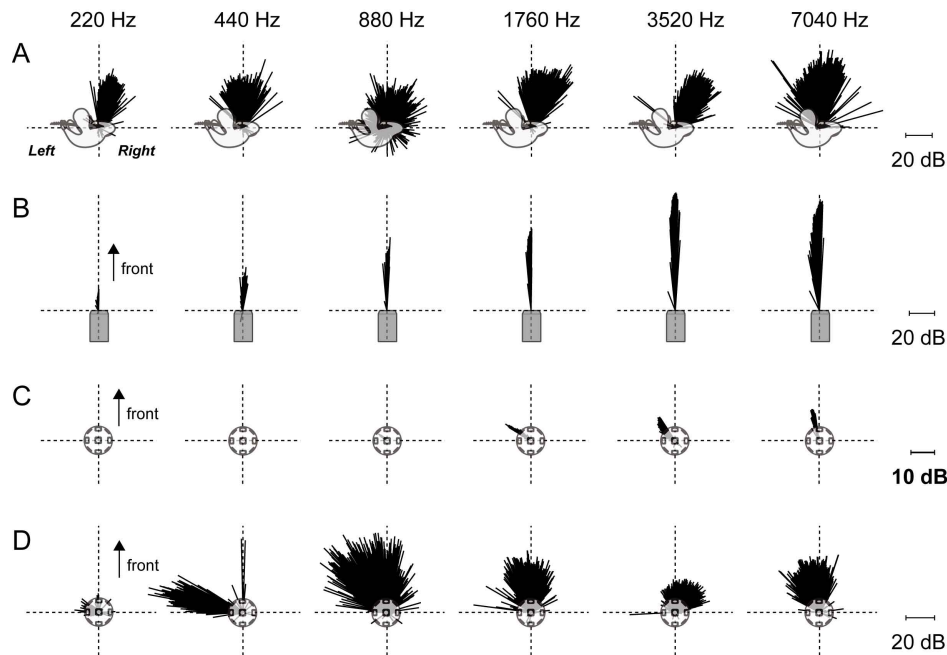 220 Hz 440 Hz 880 Hz 1760 Hz 3520 Hz 7040 Hz
A
Left Right
20 dB
B
front
20 dB
C
front
10 dB
D
front
20 dB